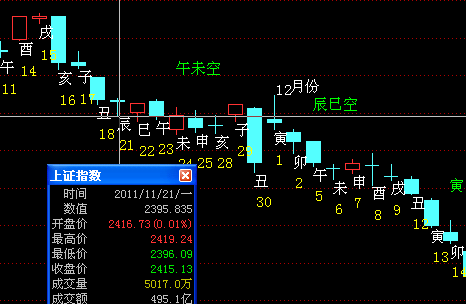 戌
酉
15
午
14
亥
子
11
午未空
16
17
12月份
丑
辰巳空
18
辰
巳
午
21
未
申
亥
子
寅
22
23
24
25
28
29
1
卯
午
未
申
酉
戌
丑
寅
丑
30
2
5
6
7
8
9
12
寅
卯
13
14
上证指数
时间 2011/11/21/一
数值 2395.835
开盘价 2416.73(0.01%)
最高价 2419.24
最低价 2396.09
收盘价 2415.13
成交量 5017.0万
成交额 495.1亿